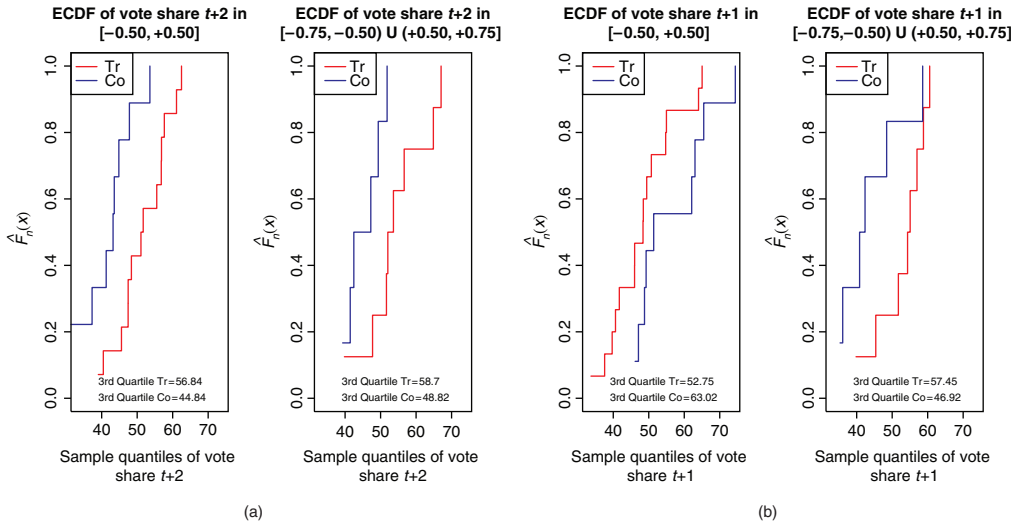 ECDF of vote share t+2 in
[−0.50, +0.50]
Tr
Co
1.0
0.8
0.6
0.4
0.2
0.0
F̂n(x)
3rd Quartile Tr=56.84
3rd Quartile Co=44.84
40 50 60 70
Sample quantiles of vote
share t+2
ECDF of vote share t+2 in
[−0.75,−0.50) U (+0.50, +0.75]
Tr
Co
1.0
0.8
0.6
0.4
0.2
0.0
F̂n(x)
3rd Quartile Tr=58.7
3rd Quartile Co=48.82
40 50 60 70
Sample quantiles of vote
share t+2
(a)
ECDF of vote share t+1 in
[−0.50, +0.50]
Tr
Co
1.0
0.8
0.6
0.4
0.2
0.0
F̂n(x)
3rd Quartile Tr=52.75
3rd Quartile Co=63.02
40 50 60 70
Sample quantiles of vote
share t+1
ECDF of vote share t+1 in
[−0.75,−0.50) U (+0.50, +0.75]
Tr
Co
1.0
0.8
0.6
0.4
0.2
0.0
F̂n(x)
3rd Quartile Tr=57.45
3rd Quartile Co=46.92
40 50 60 70
Sample quantiles of vote
share t+1
(b)